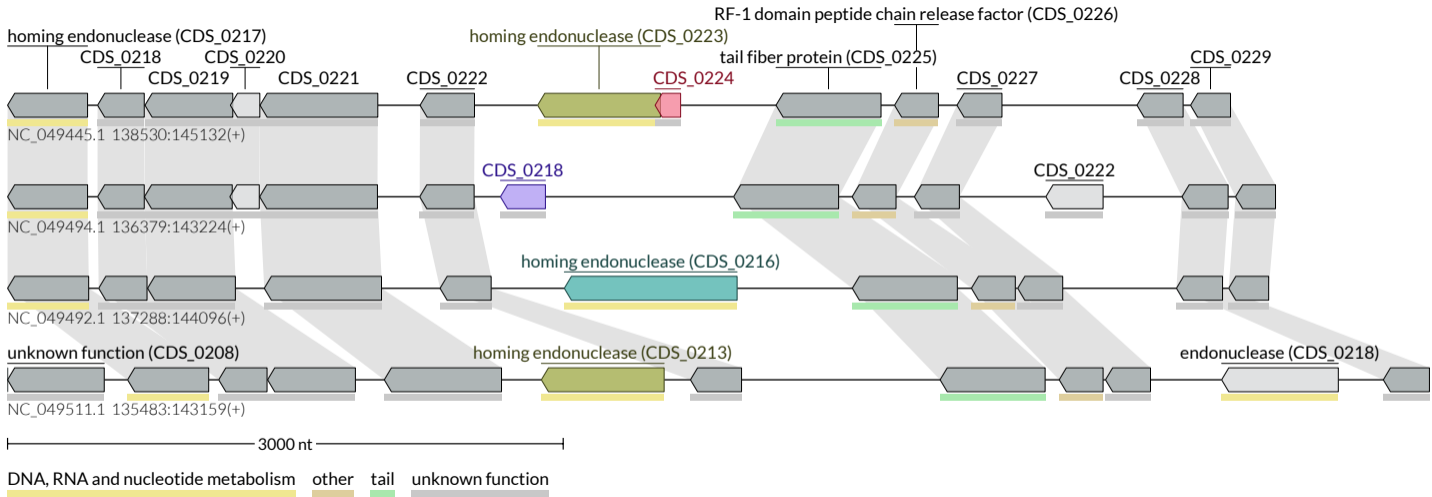 RF-1 domain peptide chain release factor (CDS_0226)
homing endonuclease (CDS_0217) homing endonuclease (CDS_0223)
CDS_0218 CDS_0220 tail fiber protein (CDS_0225) CDS_0229
CDS_0219 CDS_0221 CDS_0222 CDS_0224 CDS_0227 CDS_0228
NC_049445.1 138530:145132(+)
CDS_0218 CDS_0222
NC_049494.1 136379:143224(+)
homing endonuclease (CDS_0216)
NC_049492.1 137288:144096(+)
unknown function (CDS_0208) homing endonuclease (CDS_0213) endonuclease (CDS_0218)
NC_049511.1 135483:143159(+)
3000 nt
DNA, RNA and nucleotide metabolism other tail unknown function